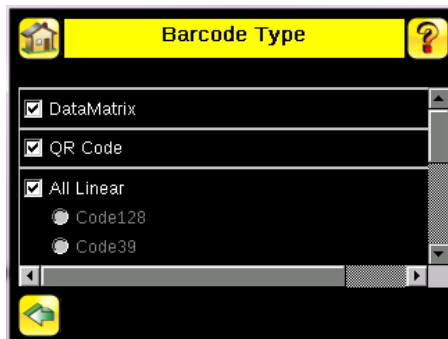 Barcode Type
?
DataMatrix
QR Code
All Linear
Code128
Code39